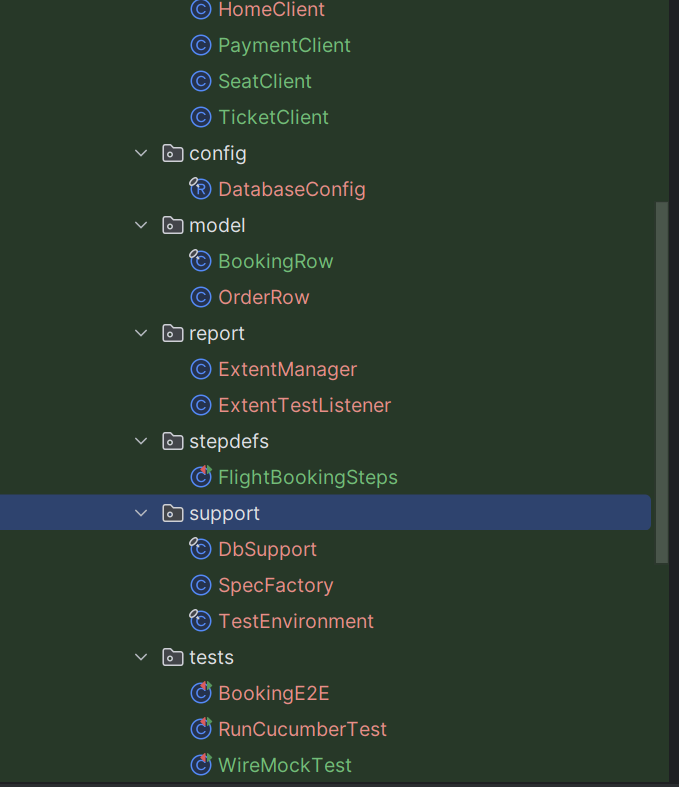 HomeClient
PaymentClient
SeatClient
TicketClient
config
DatabaseConfig
model
BookingRow
OrderRow
report
ExtentManager
ExtentTestListener
stepdefs
FlightBookingSteps
support
DbSupport
SpecFactory
TestEnvironment
tests
BookingE2E
RunCucumberTest
WireMockTest